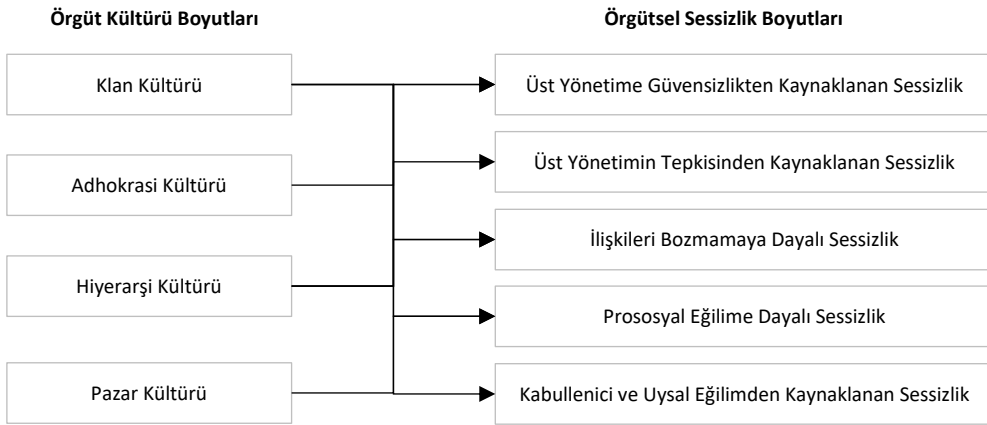 Örgüt Kültürü Boyutları
Klan Kültürü
Adhokrasi Kültürü
Hiyerarşi Kültürü
Pazar Kültürü
Örgütsel Sessizlik Boyutları
Üst Yönetime Güvensizlikten Kaynaklanan Sessizlik
Üst Yönetimin Tepkisinden Kaynaklanan Sessizlik
İlişkileri Bozmamaya Dayalı Sessizlik
Prososyal Eğilime Dayalı Sessizlik
Kabullenici ve Uysal Eğilimden Kaynaklanan Sessizlik